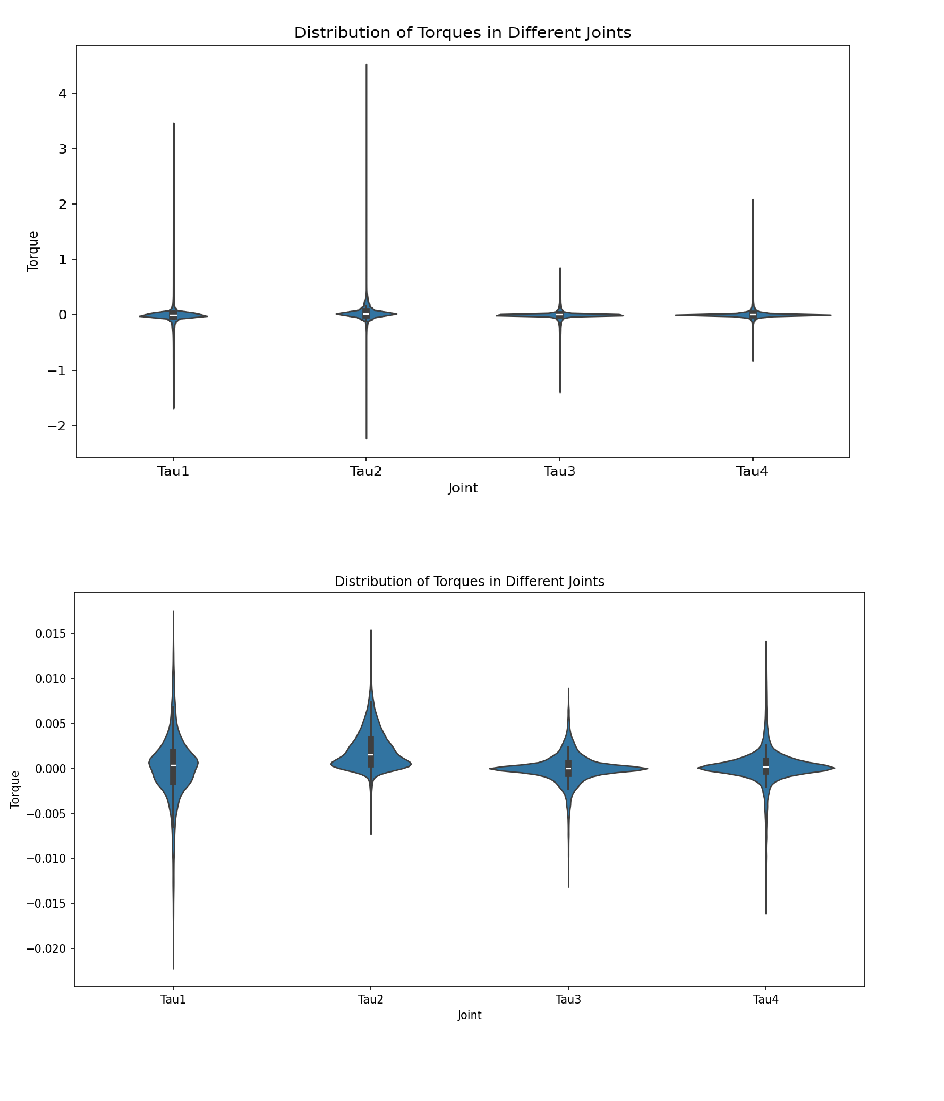 Distribution of Torques in Different Joints
4
3
2
1
0
−1
−2
Torque
Tau1 Tau2 Tau3 Tau4
Joint
Distribution of Torques in Different Joints
0.015
0.010
0.005
0.000
−0.005
−0.010
−0.015
−0.020
Torque
Tau1 Tau2 Tau3 Tau4
Joint